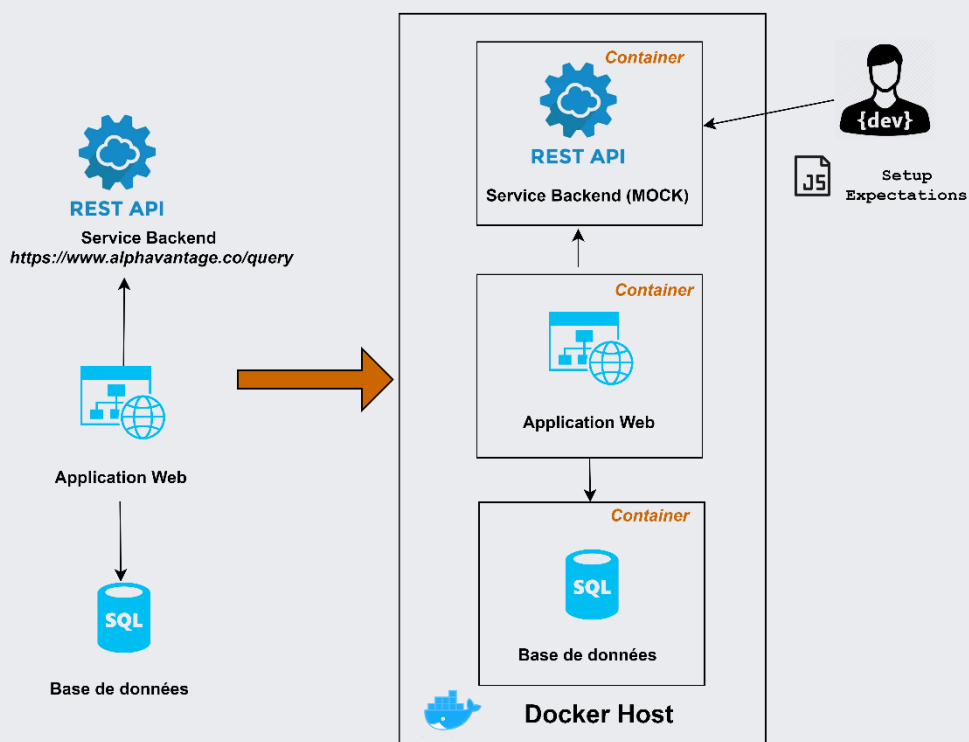 REST API
Service Backend
https://www.alphavantage.co/query
Application Web
SQL
Base de données
Container
REST API
Service Backend (MOCK)
Container
Application Web
Container
SQL
Base de données
Docker Host
{dev}
JS
Setup
Expectations